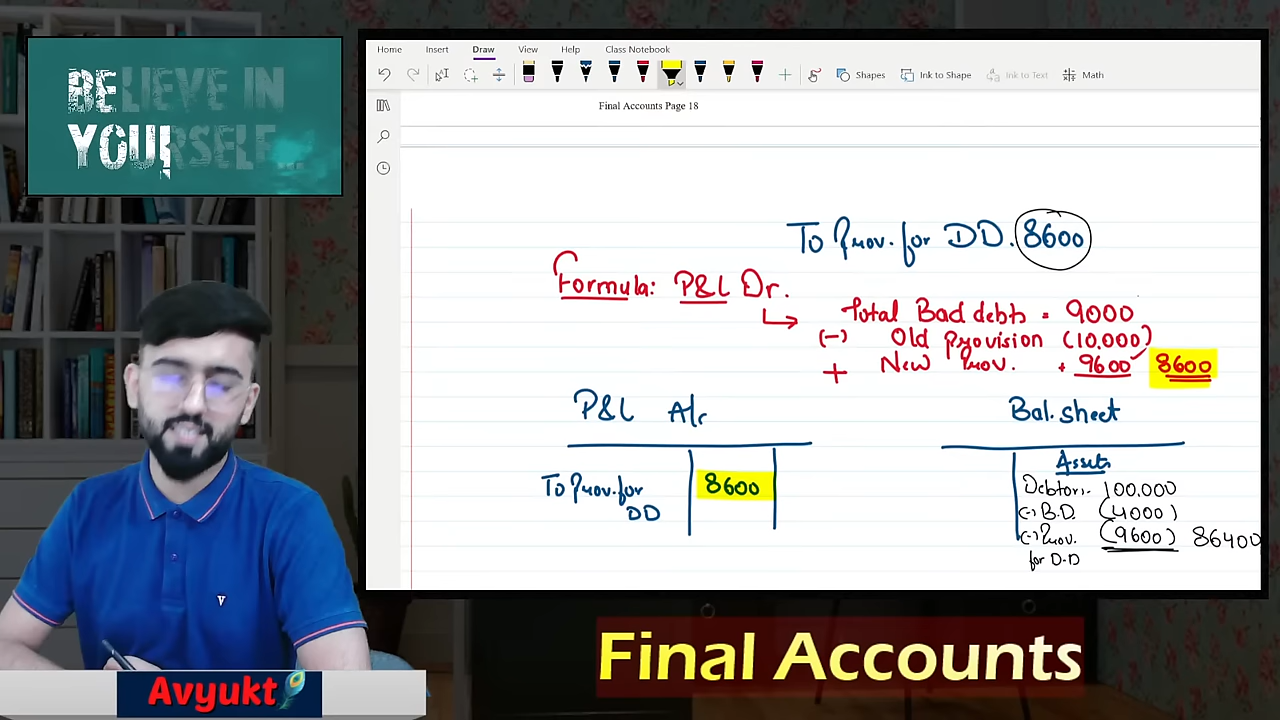 BELIEVE IN
YOURSELF...
Home Insert Draw View Help Class Notebook
Shapes Ink to Shape Ink to Text Math
Final Accounts Page 18
To Prov. for DD. 8600
Formula: P&L Dr.
Total Bad debts = 9000
(-) Old provision (10,000)
+ New Prov. + 9600 8600
P&L A/c
To Prov. for 8600
DD
Bal. sheet
Assets
Debtors- 100,000
(-) B.D. (4000)
(-) Prov. (9600) 86400
for D.D
Final Accounts
Avyukt